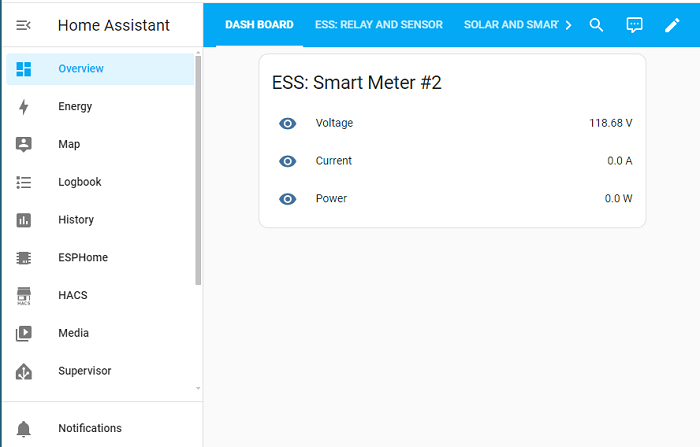 Home Assistant
DASH BOARD
ESS: RELAY AND SENSOR
SOLAR AND SMART
Overview
Energy
Map
Logbook
History
ESPHome
HACS
HACS
Media
Supervisor
Notifications
ESS: Smart Meter #2
Voltage 118.68 V
Current 0.0 A
Power 0.0 W